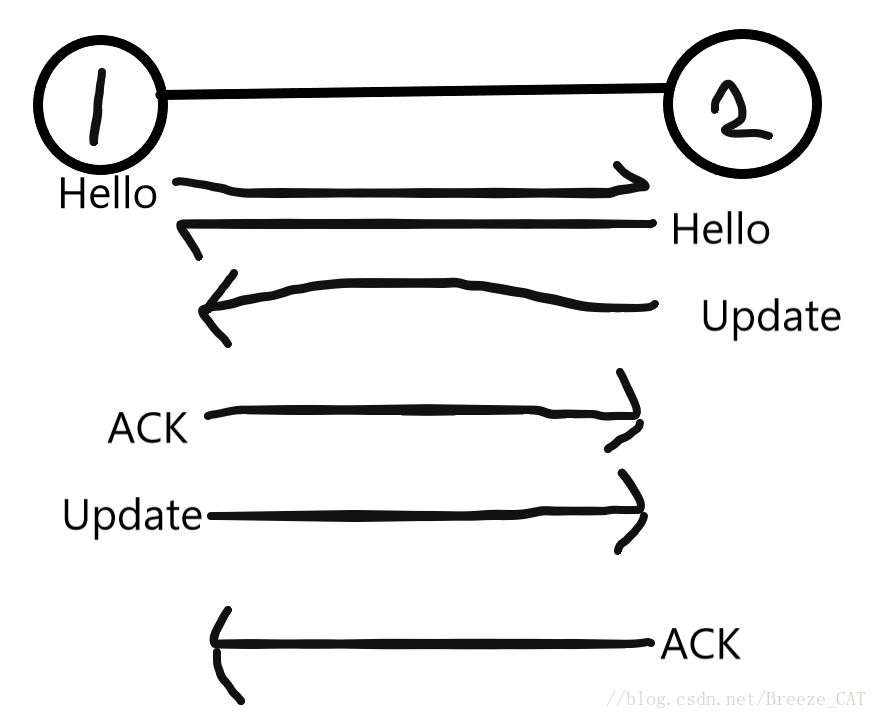 1
2
Hello
Hello
Update
ACK
Update
ACK
//blog.csdn.net/Breeze_CAT